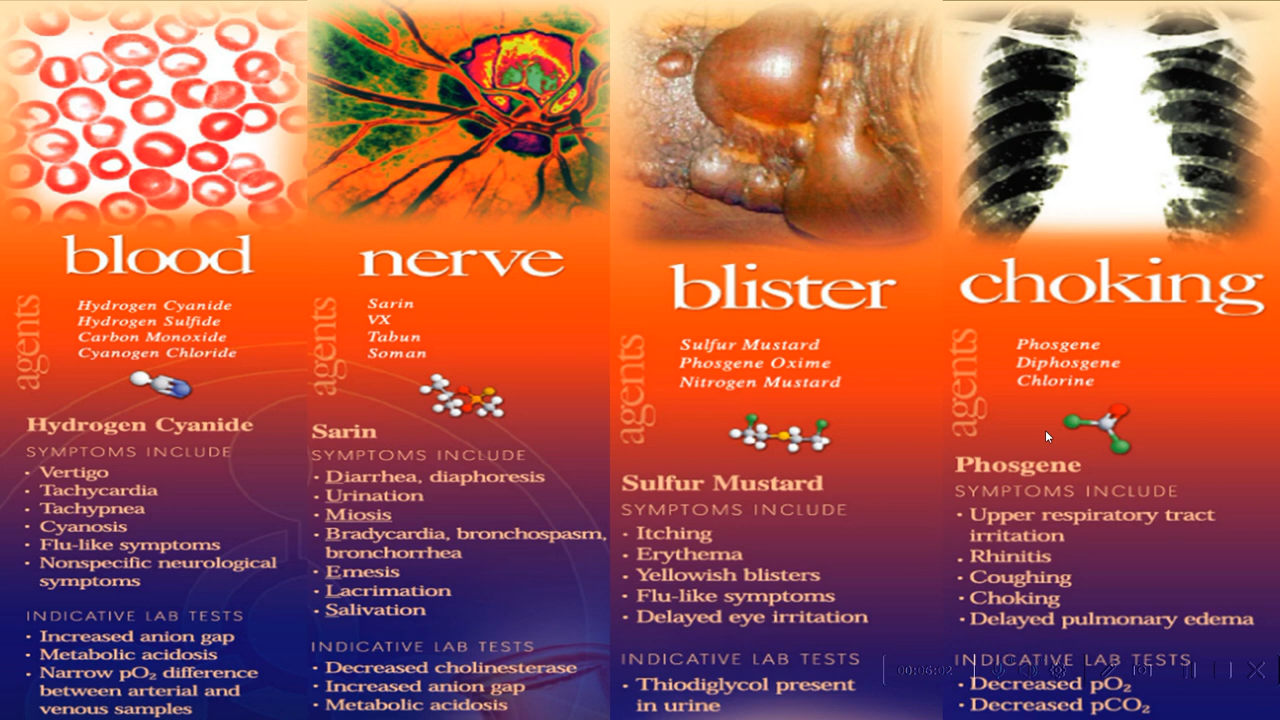 blood
agents
Hydrogen Cyanide
Hydrogen Sulfide
Carbon Monoxide
Cyanogen Chloride
Hydrogen Cyanide
SYMPTOMS INCLUDE
· Vertigo
· Tachycardia
· Tachypnea
· Cyanosis
· Flu-like symptoms
· Nonspecific neurological
symptoms
INDICATIVE LAB TESTS
· Increased anion gap
· Metabolic acidosis
· Narrow pO₂ difference
between arterial and
venous samples
nerve
agents
Sarin
VX
Tabun
Soman
Sarin
SYMPTOMS INCLUDE
· Diarrhea, diaphoresis
· Urination
· Miosis
· Bradycardia, bronchospasm,
bronchorrhea
· Emesis
· Lacrimation
· Salivation
INDICATIVE LAB TESTS
· Decreased cholinesterase
· Increased anion gap
· Metabolic acidosis
blister
agents
Sulfur Mustard
Phosgene Oxime
Nitrogen Mustard
Sulfur Mustard
SYMPTOMS INCLUDE
· Itching
· Erythema
· Yellowish blisters
· Flu-like symptoms
· Delayed eye irritation
INDICATIVE LAB TESTS
· Thiodiglycol present
in urine
choking
agents
Phosgene
Diphosgene
Chlorine
Phosgene
SYMPTOMS INCLUDE
· Upper respiratory tract
irritation
· Rhinitis
· Coughing
· Choking
· Delayed pulmonary edema
INDICATIVE LAB TESTS
· Decreased pO₂
· Decreased pCO₂
00:06:02